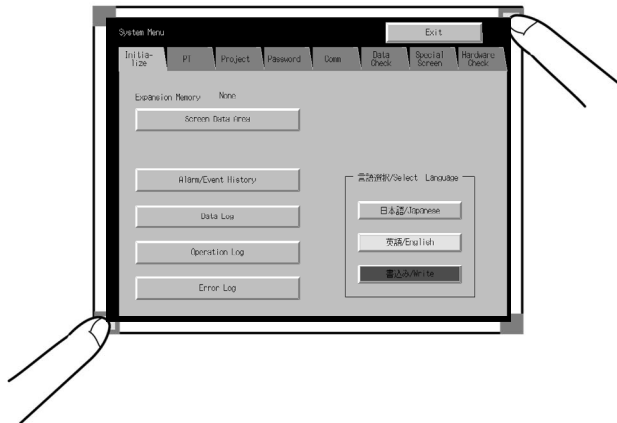 System Menu
Exit
Initia-
lize
PT
Project
Password
Comm
Data
Check
Special
Screen
Hardware
Check
Expansion Memory None
Screen Data Area
Alarm/Event History
Data Log
Operation Log
Error Log
言語選択/Select Language
日本語/Japanese
英語/English
書込み/Write